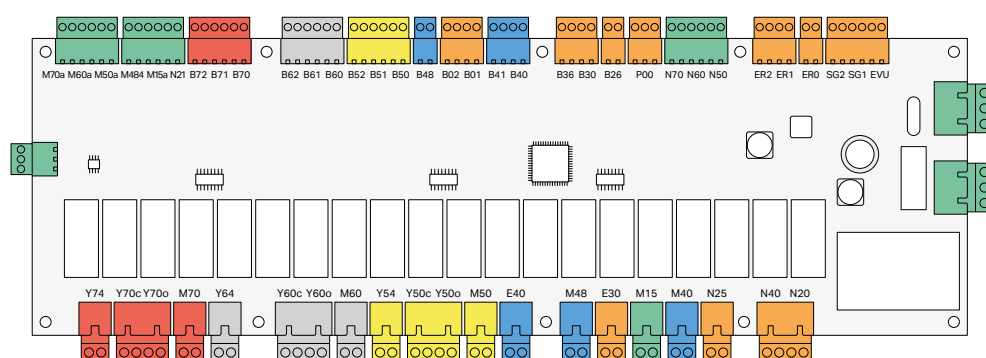 M70a M60a M50a M484 M15a N21 B72 B71 B70 B62 B61 B60 B52 B51 B50 B48 B02 B01 B41 B40 B36 B30 B26 P00 N70 N60 N50 ER2 ER1 ER0 SG2 SG1 EVU
Y74 Y70c Y70o M70 Y64 Y60c Y60o M60 Y54 Y50c Y50o M50 E40 M48 E30 M15 M40 N25 N40 N20